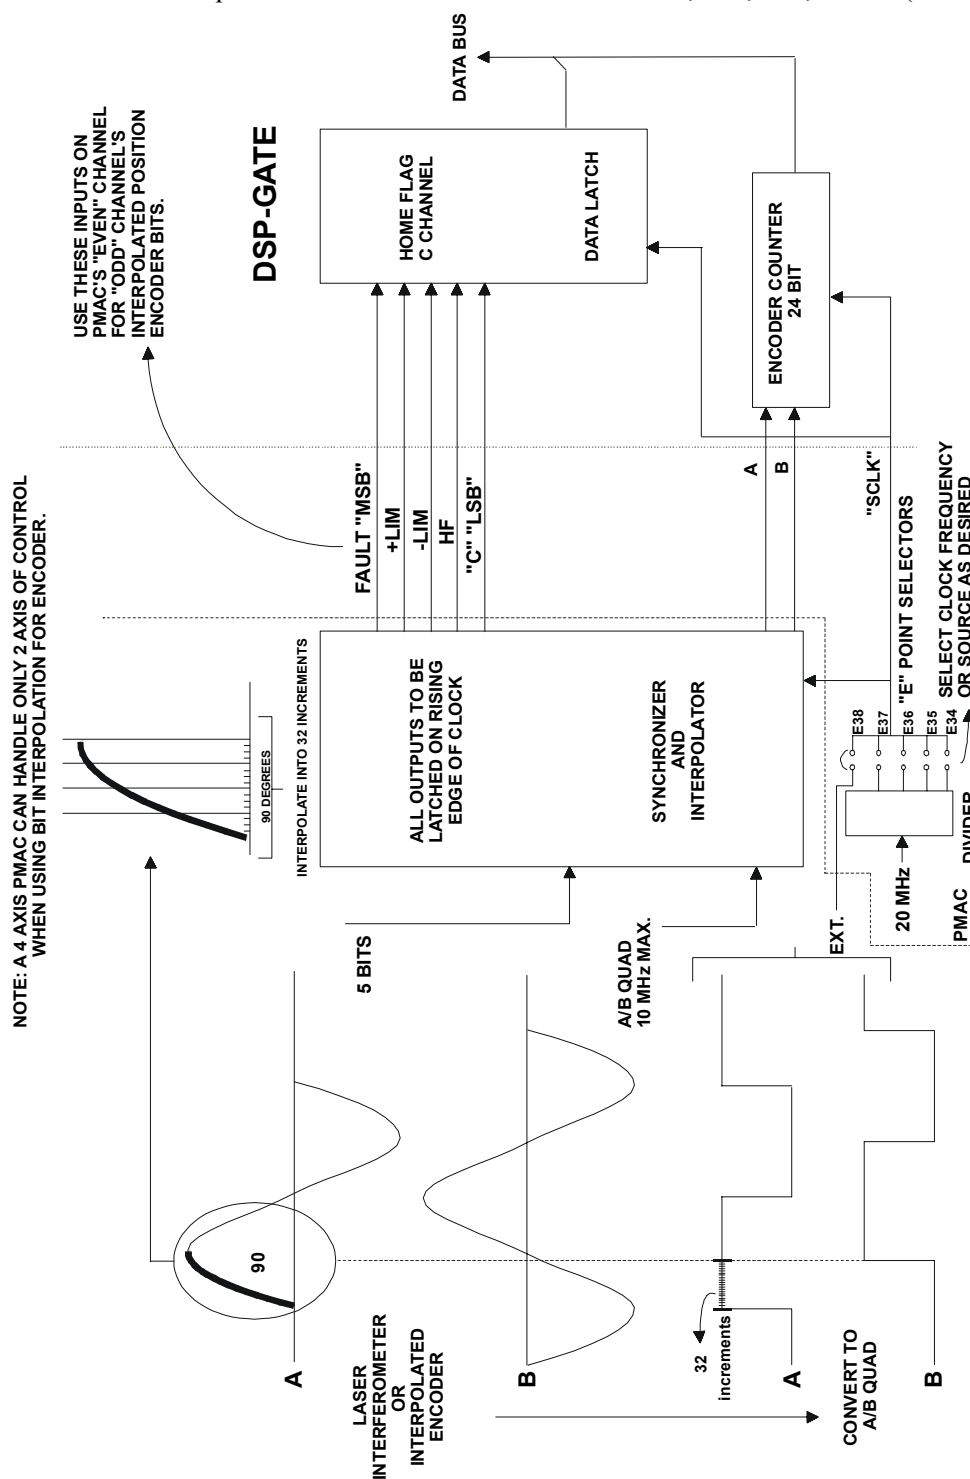 NOTE: A 4 AXIS PMAC CAN HANDLE ONLY 2 AXIS OF CONTROL
WHEN USING BIT INTERPOLATION FOR ENCODER.
USE THESE INPUTS ON
PMAC'S "EVEN" CHANNEL
FOR "ODD" CHANNEL'S
INTERPOLATED POSITION
ENCODER BITS.
90 DEGREES
INTERPOLATE INTO 32 INCREMENTS
A
90
LASER
INTERFEROMETER
OR
INTERPOLATED
ENCODER
B
5 BITS
ALL OUTPUTS TO BE
LATCHED ON RISING
EDGE OF CLOCK
SYNCHRONIZER
AND
INTERPOLATOR
FAULT "MSB"
+LIM
-LIM
HF
"C" "LSB"
DSP-GATE
HOME FLAG
C CHANNEL
DATA LATCH
DATA BUS
A/B QUAD
10 MHz MAX.
A
B
ENCODER COUNTER
24 BIT
"SCLK"
32
increments
A
CONVERT TO
A/B QUAD
B
EXT.
20 MHz
PMAC
DIVIDER
E38
E37
E36
E35
E34
"E" POINT SELECTORS
SELECT CLOCK FREQUENCY
OR SOURCE AS DESIRED